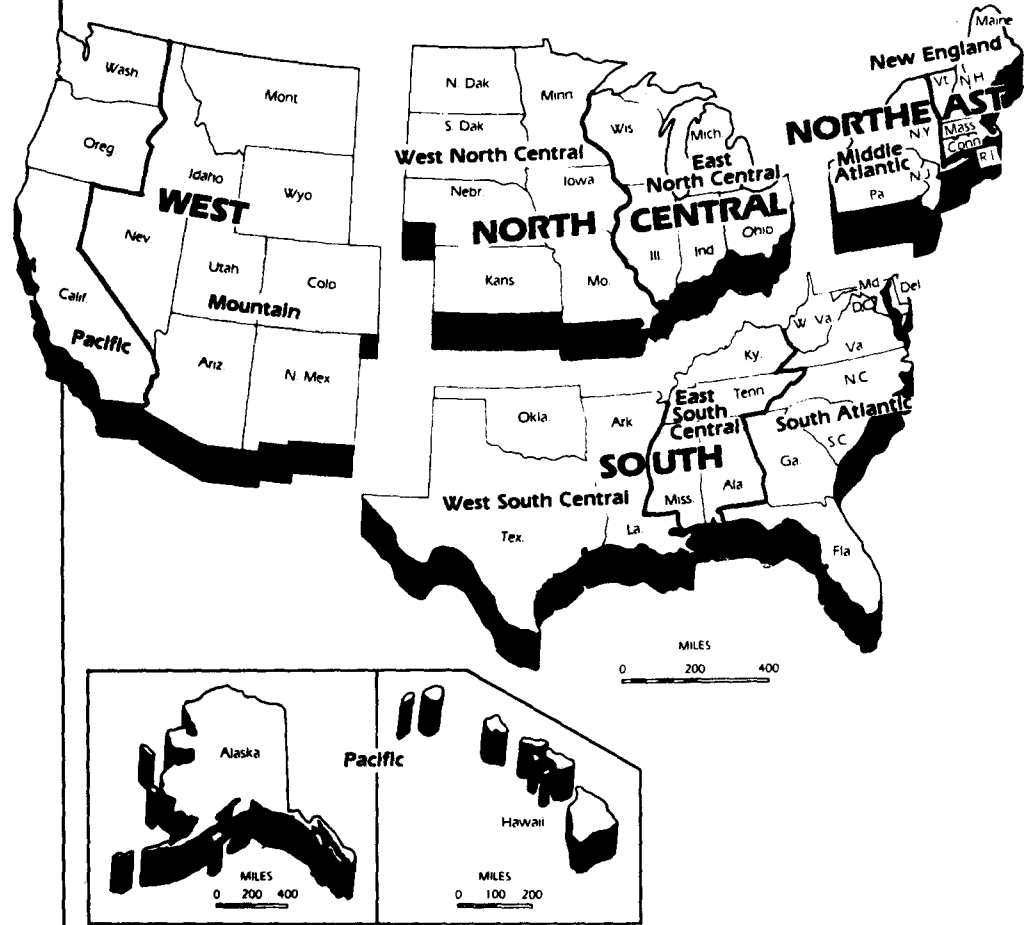 Maine
New England
Vt
N H
NORTHEAST
N Y
Mass
Conn
R I
Middle
Atlantic
N J
Pa
Wash
Mont
Oreg
Idaho
Wyo
WEST
Nev.
Utah
Colo
Mountain
Calif.
Pacific
Ariz.
N. Mex
N. Dak
Minn
S. Dak
West North Central
Wis
Mich
East
North Central
Nebr.
Iowa
NORTH CENTRAL
Ill
Ind
Ohio
Kans
Mo.
Md
Del
DC
W Va
Va
Ky.
Tenn
N.C
East
South
Central
South Atlantic
S.C
Okla
Ark
SOUTH
Ga.
Ala
Miss.
West South Central
Tex.
La.
Fla
MILES
0 200 400
Alaska
Pacific
Hawaii
MILES
0 200 400
MILES
0 100 200